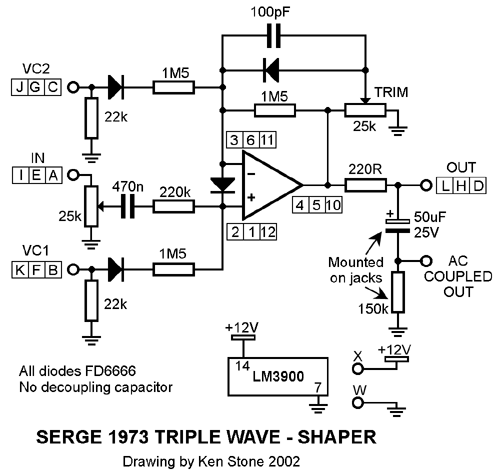 100pF
VC2
J G C
1M5
22k
1M5
TRIM
25k
3 6 11
IN
I E A
470n
220k
25k
−
+
4 5 10
220R
OUT
L H D
2 1 12
VC1
K F B
1M5
22k
+
50uF
25V
Mounted
on jacks
AC
COUPLED
OUT
150k
+12V
14
LM3900
7
X
+12V
W
All diodes FD6666
No decoupling capacitor
SERGE 1973 TRIPLE WAVE - SHAPER
Drawing by Ken Stone 2002